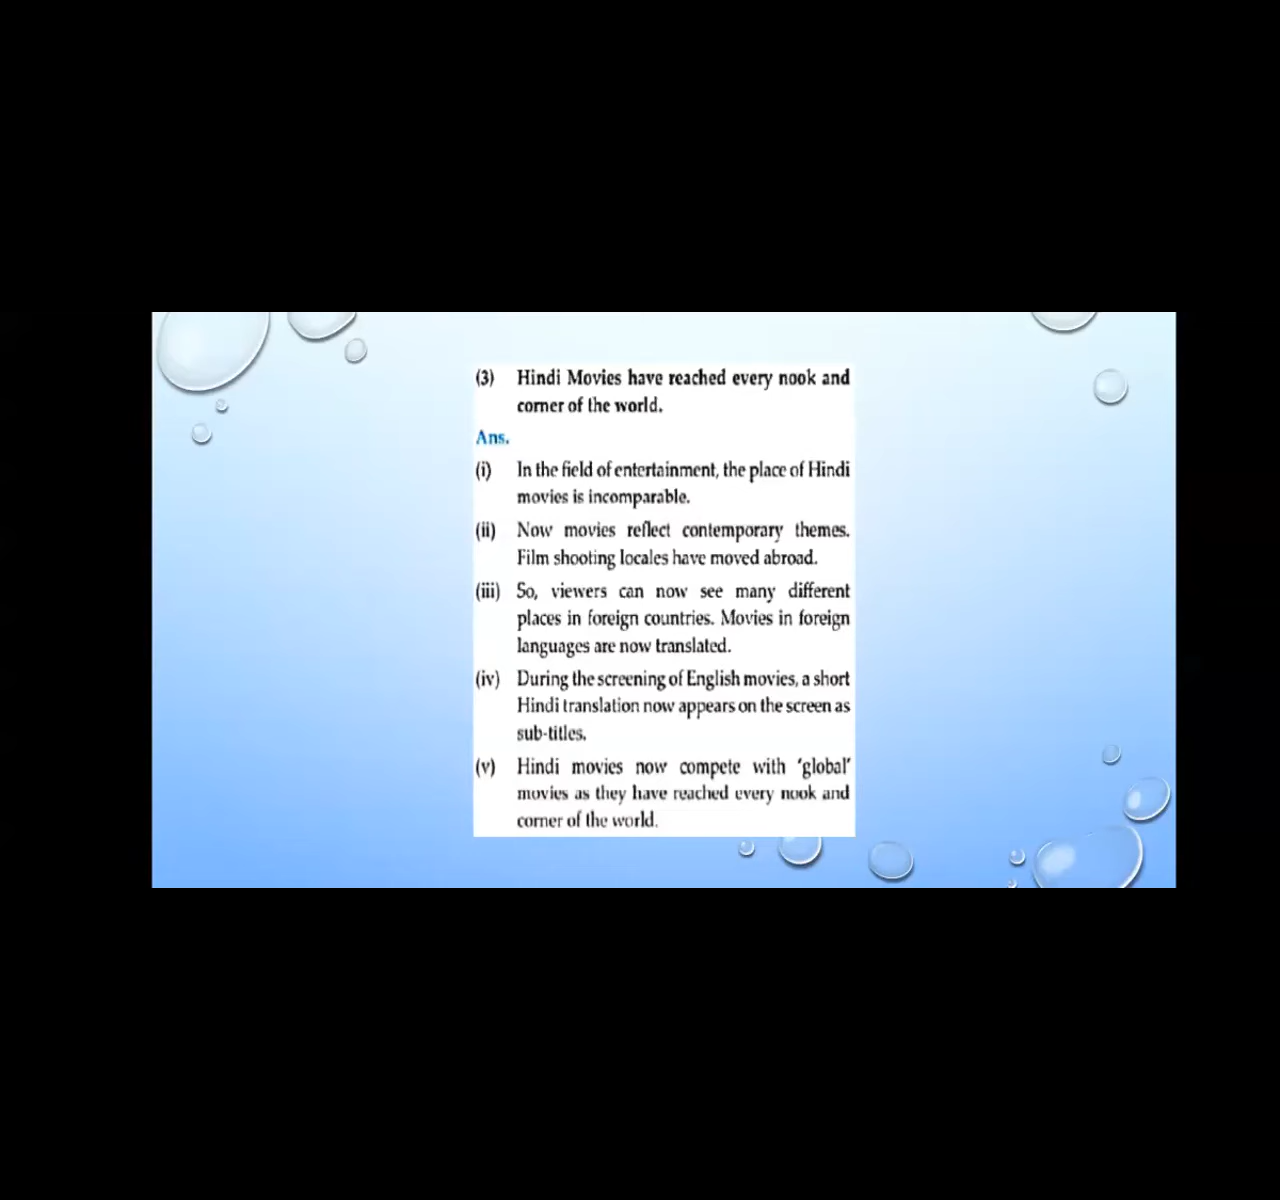 (3) Hindi Movies have reached every nook and
corner of the world.
Ans.
(i) In the field of entertainment, the place of Hindi
movies is incomparable.
(ii) Now movies reflect contemporary themes.
Film shooting locales have moved abroad.
(iii) So, viewers can now see many different
places in foreign countries. Movies in foreign
languages are now translated.
(iv) During the screening of English movies, a short
Hindi translation now appears on the screen as
sub-titles.
(v) Hindi movies now compete with 'global'
movies as they have reached every nook and
corner of the world.